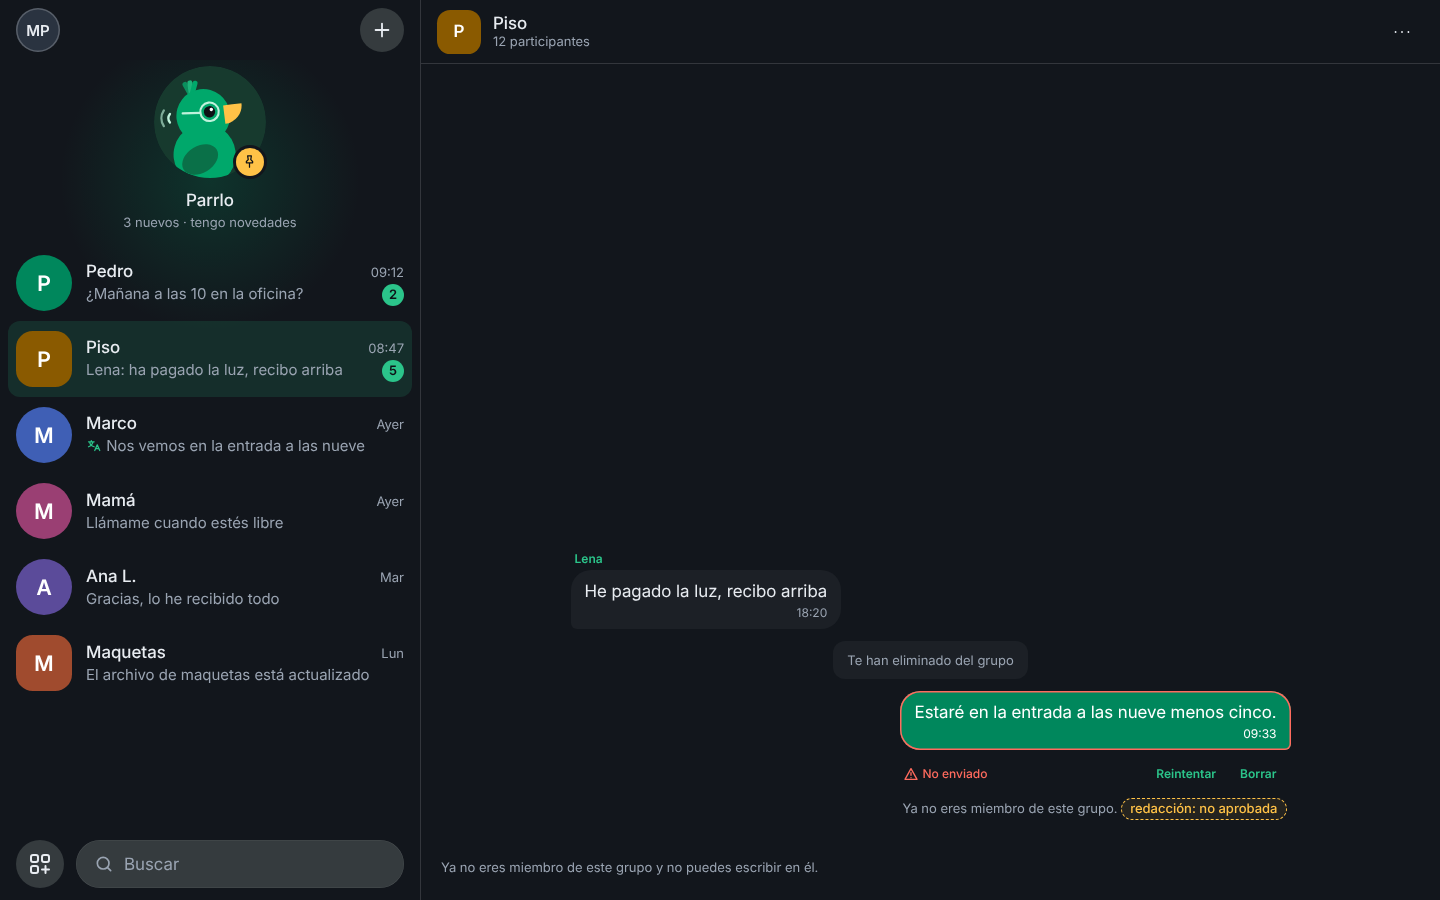 MP
Parrlo
3 nuevos · tengo novedades
P
Pedro
09:12
¿Mañana a las 10 en la oficina?
2
P
Piso
08:47
Lena: ha pagado la luz, recibo arriba
5
M
Marco
Ayer
Nos vemos en la entrada a las nueve
M
Mamá
Ayer
Llámame cuando estés libre
A
Ana L.
Mar
Gracias, lo he recibido todo
M
Maquetas
Lun
El archivo de maquetas está actualizado
Buscar
P
Piso
12 participantes
Lena
He pagado la luz, recibo arriba
18:20
Te han eliminado del grupo
Estaré en la entrada a las nueve menos cinco.
09:33
No enviado
Reintentar
Borrar
Ya no eres miembro de este grupo. redacción: no aprobada
Ya no eres miembro de este grupo y no puedes escribir en él.